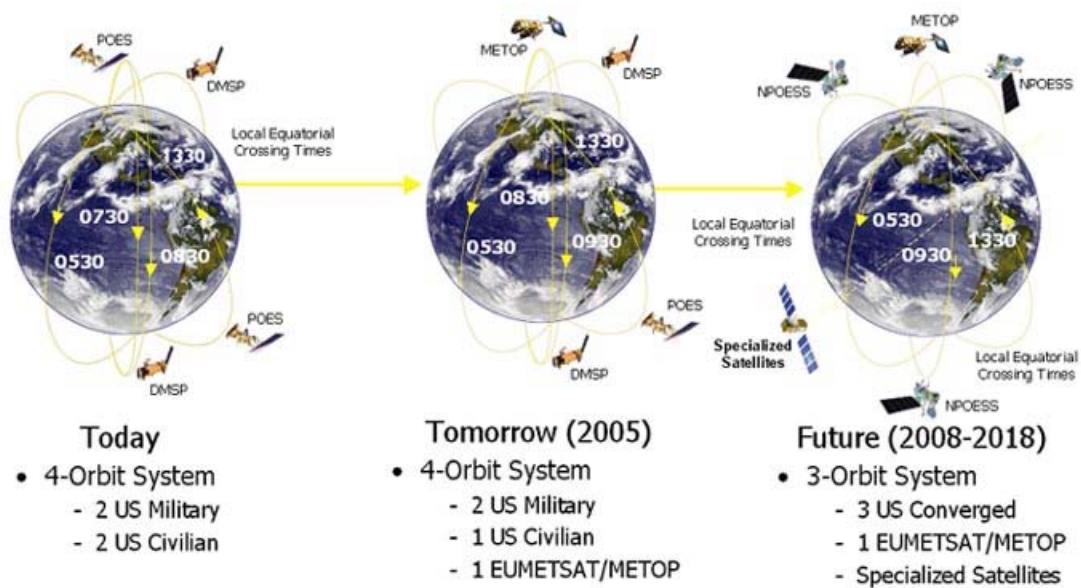 POES
DMSP
Local Equatorial
Crossing Times
1330
0730
0530
0830
POES
DMSP
METOP
DMSP
1330
0830
0530
0930
POES
DMSP
Local Equatorial
Crossing Times
METOP
NPOESS
NPOESS
0530
0930
1330
Specialized
Satellites
Local Equatorial
Crossing Times
NPOESS
Today
• 4-Orbit System
- 2 US Military
- 2 US Civilian
Tomorrow (2005)
• 4-Orbit System
- 2 US Military
- 1 US Civilian
- 1 EUMETSAT/METOP
Future (2008-2018)
• 3-Orbit System
- 3 US Converged
- 1 EUMETSAT/METOP
- Specialized Satellites